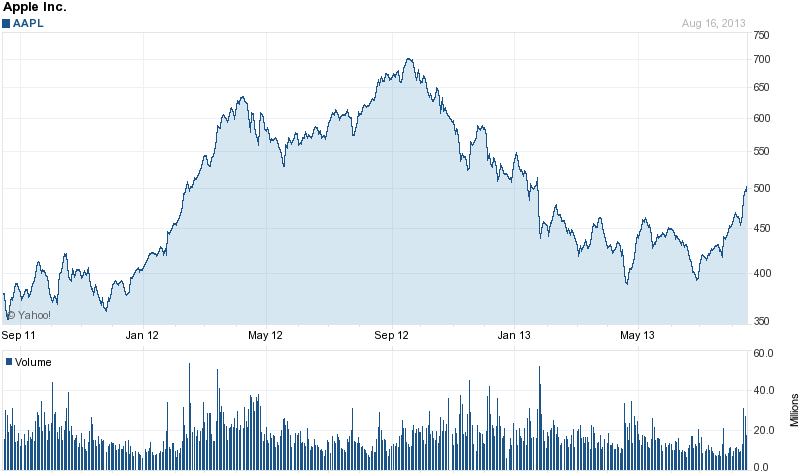 Apple Inc.
AAPL
Aug 16, 2013
750
700
650
600
550
500
450
400
350
© Yahoo!
Sep 11 Jan 12 May 12 Sep 12 Jan 13 May 13
Volume
60.0
40.0
20.0
0.0
Millions